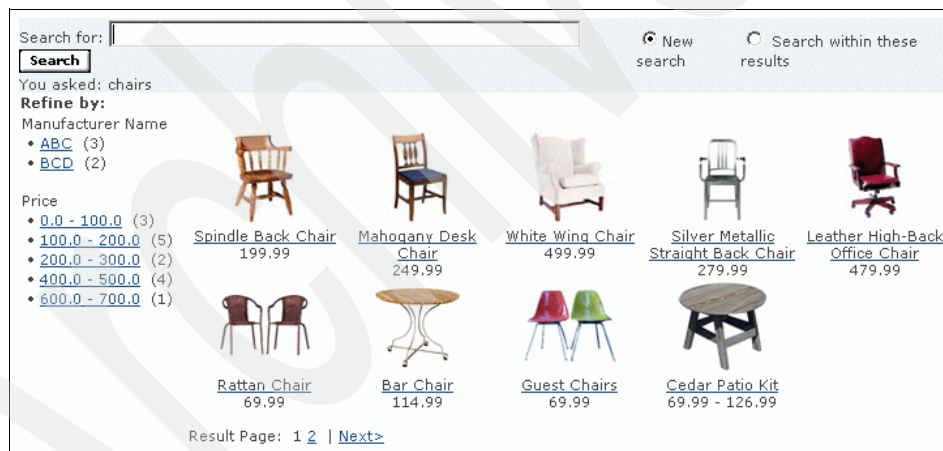 Search for:
New search
Search within these results
Search
You asked: chairs
Refine by:
Manufacturer Name
• ABC (3)
• BCD (2)
Price
• 0.0 - 100.0 (3)
• 100.0 - 200.0 (5)
• 200.0 - 300.0 (2)
• 400.0 - 500.0 (4)
• 600.0 - 700.0 (1)
Spindle Back Chair
199.99
Mahogany Desk
Chair
249.99
White Wing Chair
499.99
Silver Metallic
Straight Back Chair
279.99
Leather High-Back
Office Chair
479.99
Rattan Chair
69.99
Bar Chair
114.99
Guest Chairs
69.99
Cedar Patio Kit
69.99 - 126.99
Result Page: 1 2 | Next>